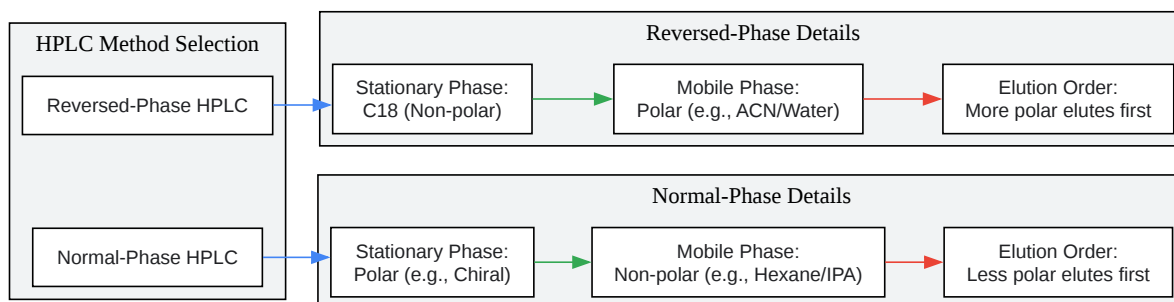 HPLC Method Selection
Reversed-Phase HPLC
Normal-Phase HPLC
Reversed-Phase Details
Stationary Phase:
C18 (Non-polar)
Mobile Phase:
Polar (e.g., ACN/Water)
Elution Order:
More polar elutes first
Normal-Phase Details
Stationary Phase:
Polar (e.g., Chiral)
Mobile Phase:
Non-polar (e.g., Hexane/IPA)
Elution Order:
Less polar elutes first